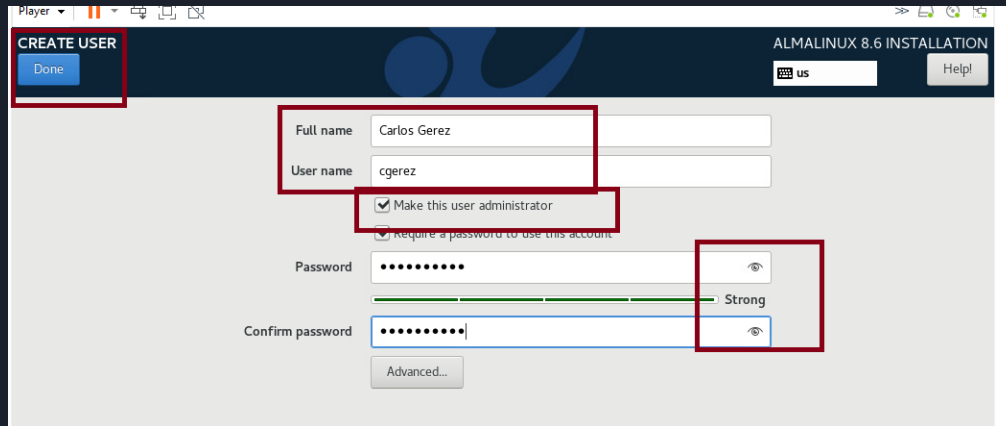 Player
CREATE USER
ALMALINUX 8.6 INSTALLATION
Done
us
Help!
Full name
Carlos Gerez
User name
cgerez
Make this user administrator
Require a password to use this account
Password
••••••••••
Strong
Confirm password
••••••••••
Advanced...